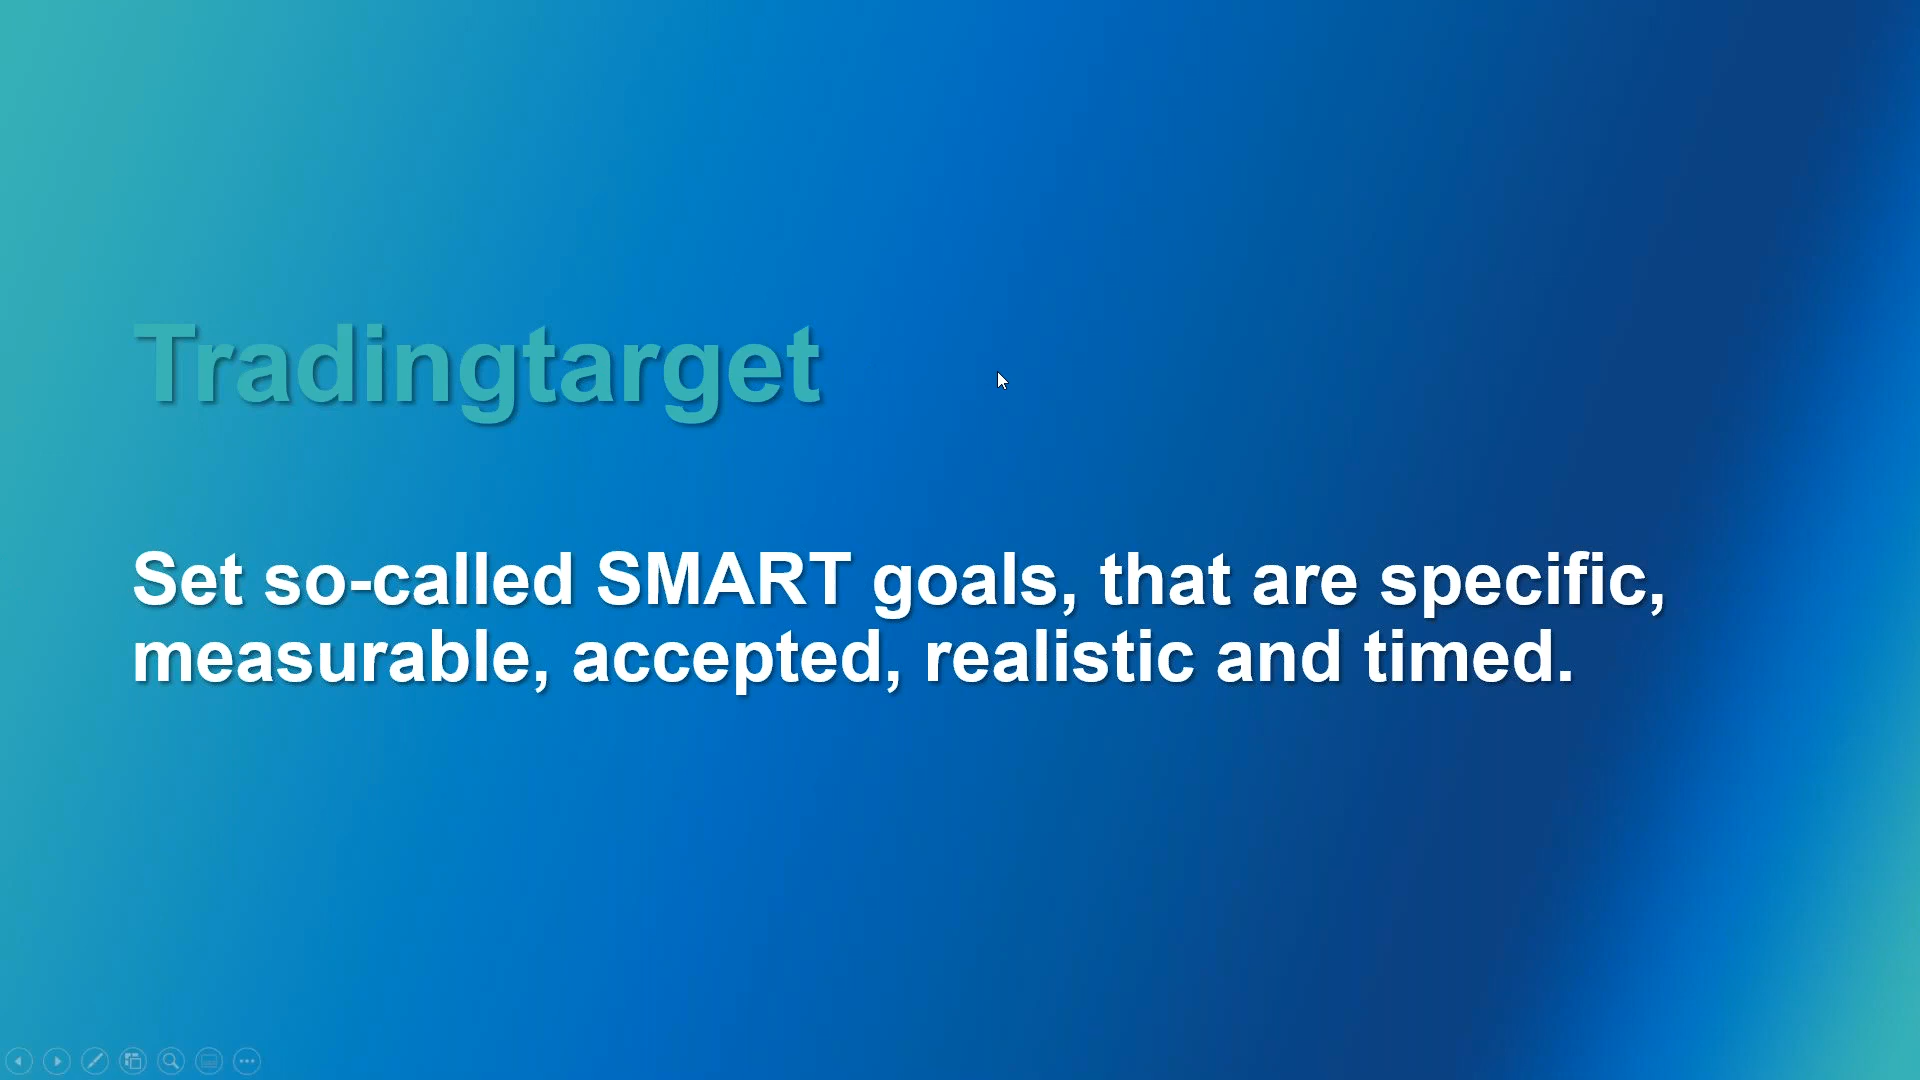 Tradingtarget
Set so-called SMART goals, that are specific,
measurable, accepted, realistic and timed.